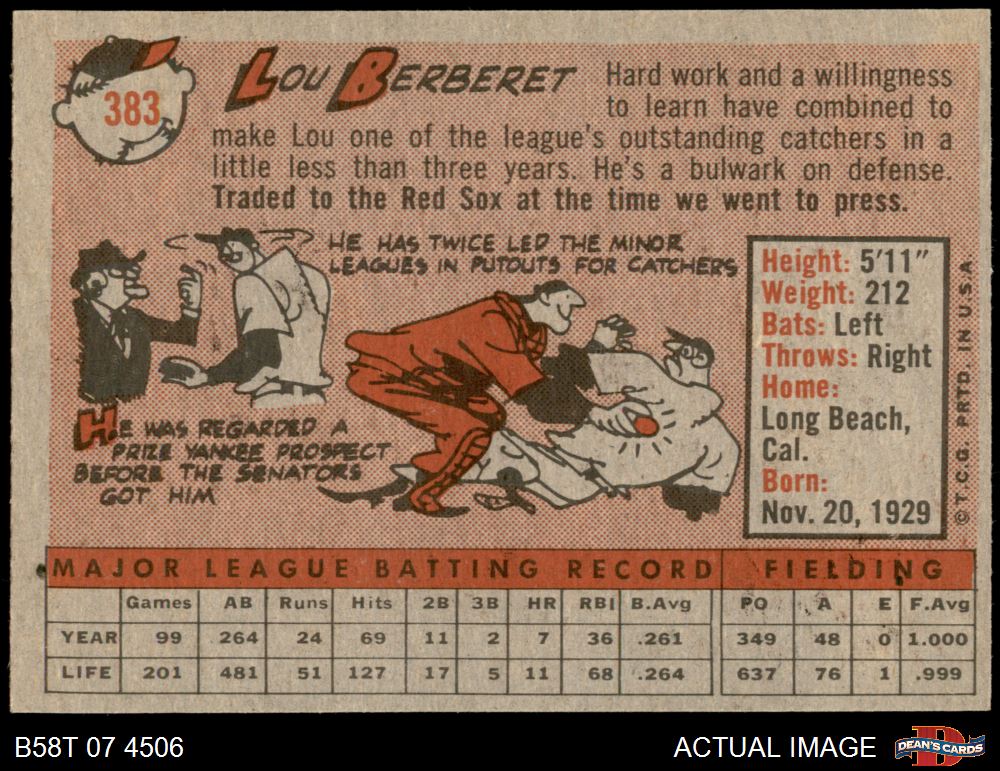 383
LOU BERBERET
Hard work and a willingness
to learn have combined to
make Lou one of the league's outstanding catchers in a
little less than three years. He's a bulwark on defense.
Traded to the Red Sox at the time we went to press.
HE HAS TWICE LED THE MINOR
LEAGUES IN PUTOUTS FOR CATCHERS
HE WAS REGARDED A
PRIZE YANKEE PROSPECT
BEFORE THE SENATORS
GOT HIM
Height: 5'11"
Weight: 212
Bats: Left
Throws: Right
Home:
Long Beach,
Cal.
Born:
Nov. 20, 1929
© T.C.G. PRTD. IN U.S.A
MAJOR LEAGUE BATTING RECORD FIELDING
Games AB Runs Hits 2B 3B HR RBI B.Avg PO A E F.Avg
YEAR 99 264 24 69 11 2 7 36 .261 349 48 0 1.000
LIFE 201 481 51 127 17 5 11 68 .264 637 76 1 .999
B58T 07 4506 ACTUAL IMAGE DEAN'S CARDS